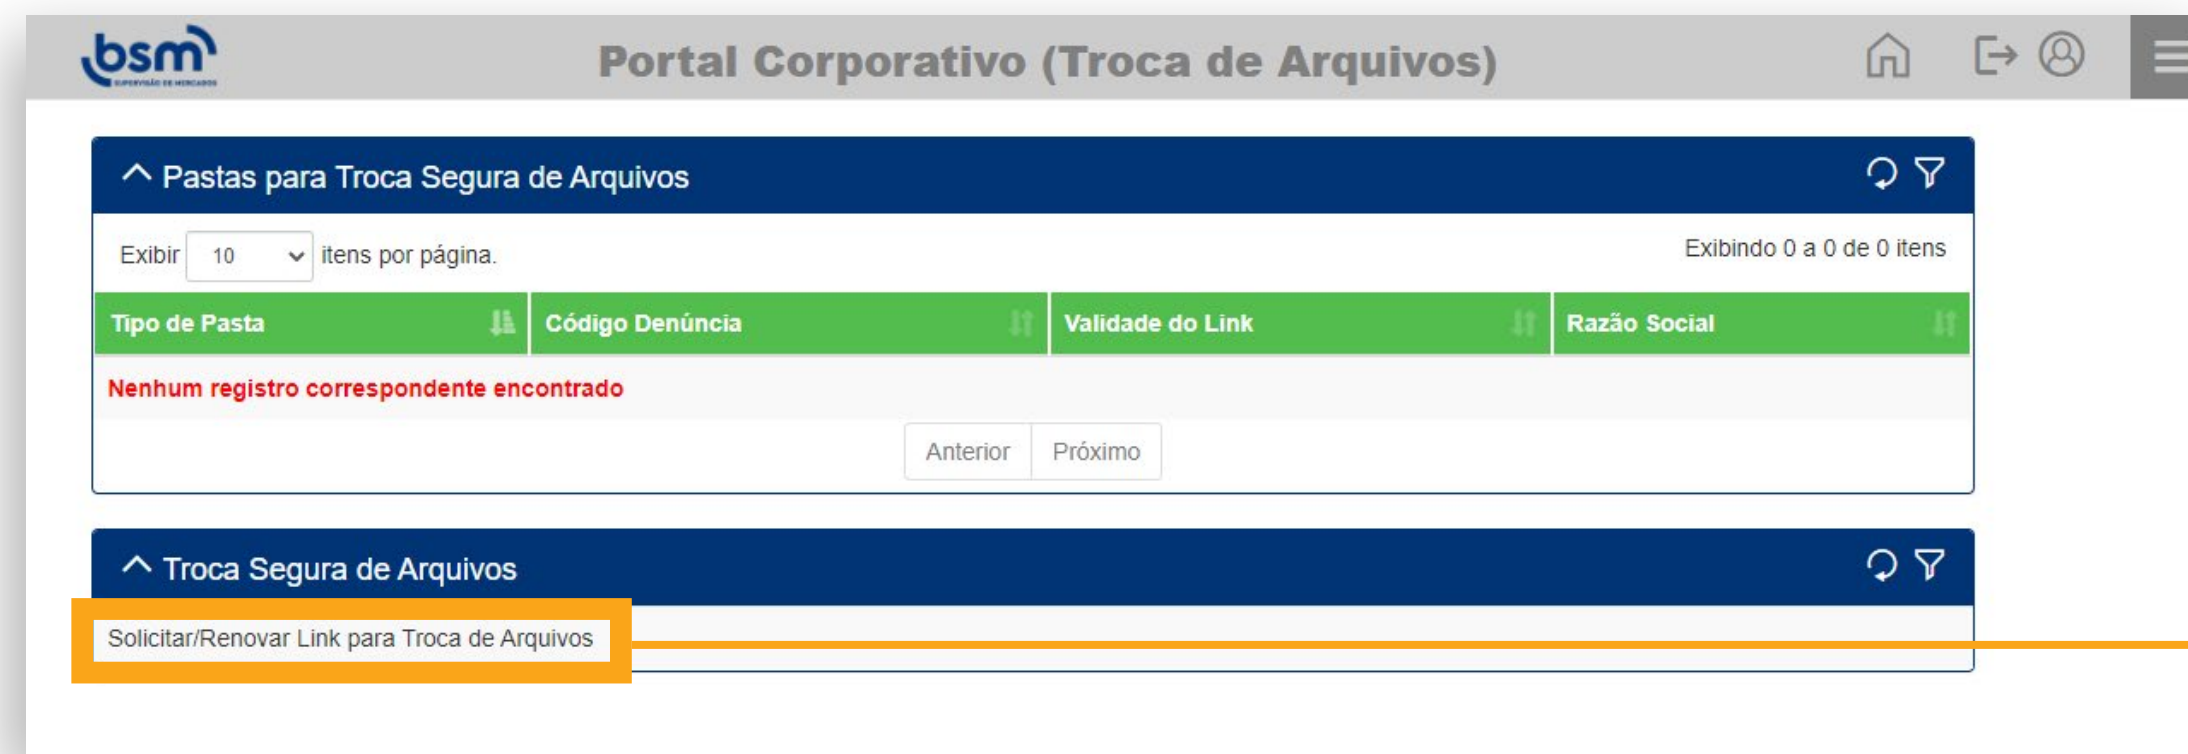 bsm
SUPERVISÃO DE MERCADOS
Portal Corporativo (Troca de Arquivos)
Pastas para Troca Segura de Arquivos
Exibir 10 itens por página.
Exibindo 0 a 0 de 0 itens
Tipo de Pasta Código Denúncia Validade do Link Razão Social
Nenhum registro correspondente encontrado
Anterior Próximo
Troca Segura de Arquivos
Solicitar/Renovar Link para Troca de Arquivos